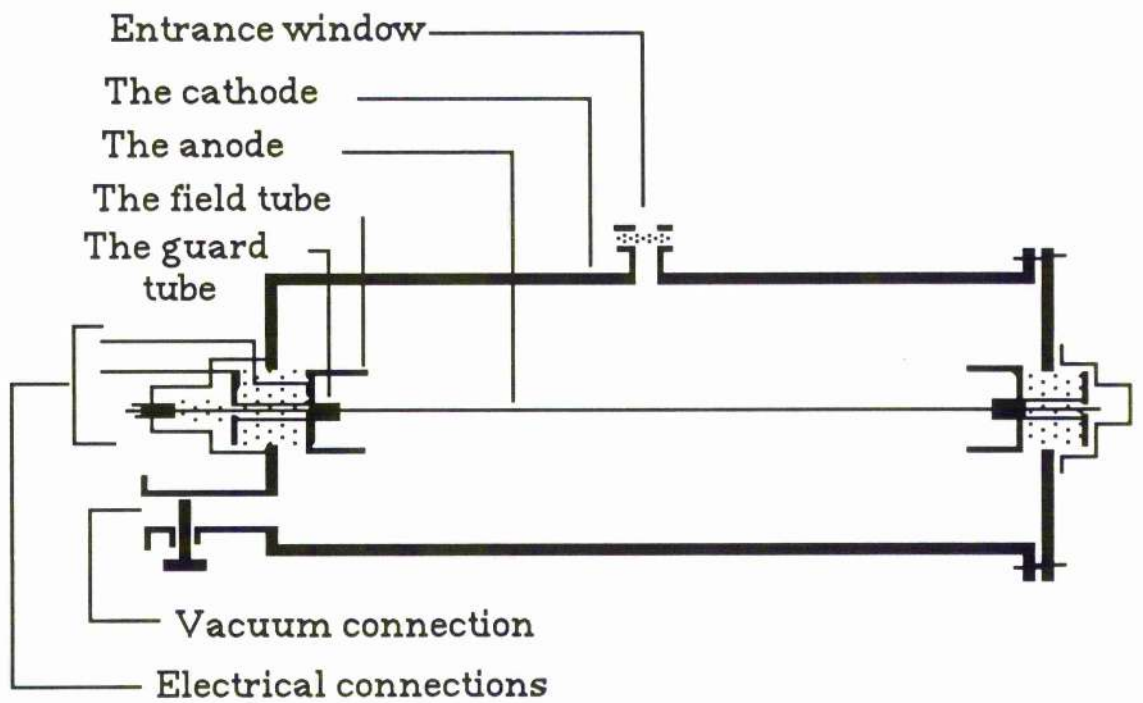 Entrance window
The cathode
The anode
The field tube
The guard
tube
Vacuum connection
Electrical connections